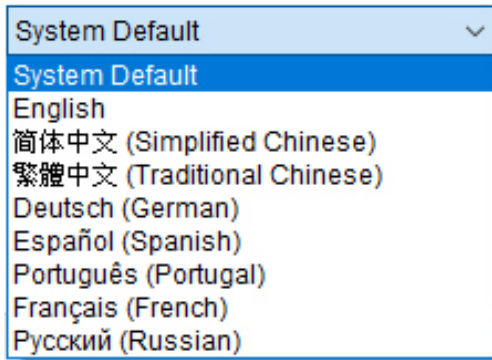 System Default
System Default
English
简体中文 (Simplified Chinese)
繁體中文 (Traditional Chinese)
Deutsch (German)
Español (Spanish)
Português (Portugal)
Français (French)
Русский (Russian)